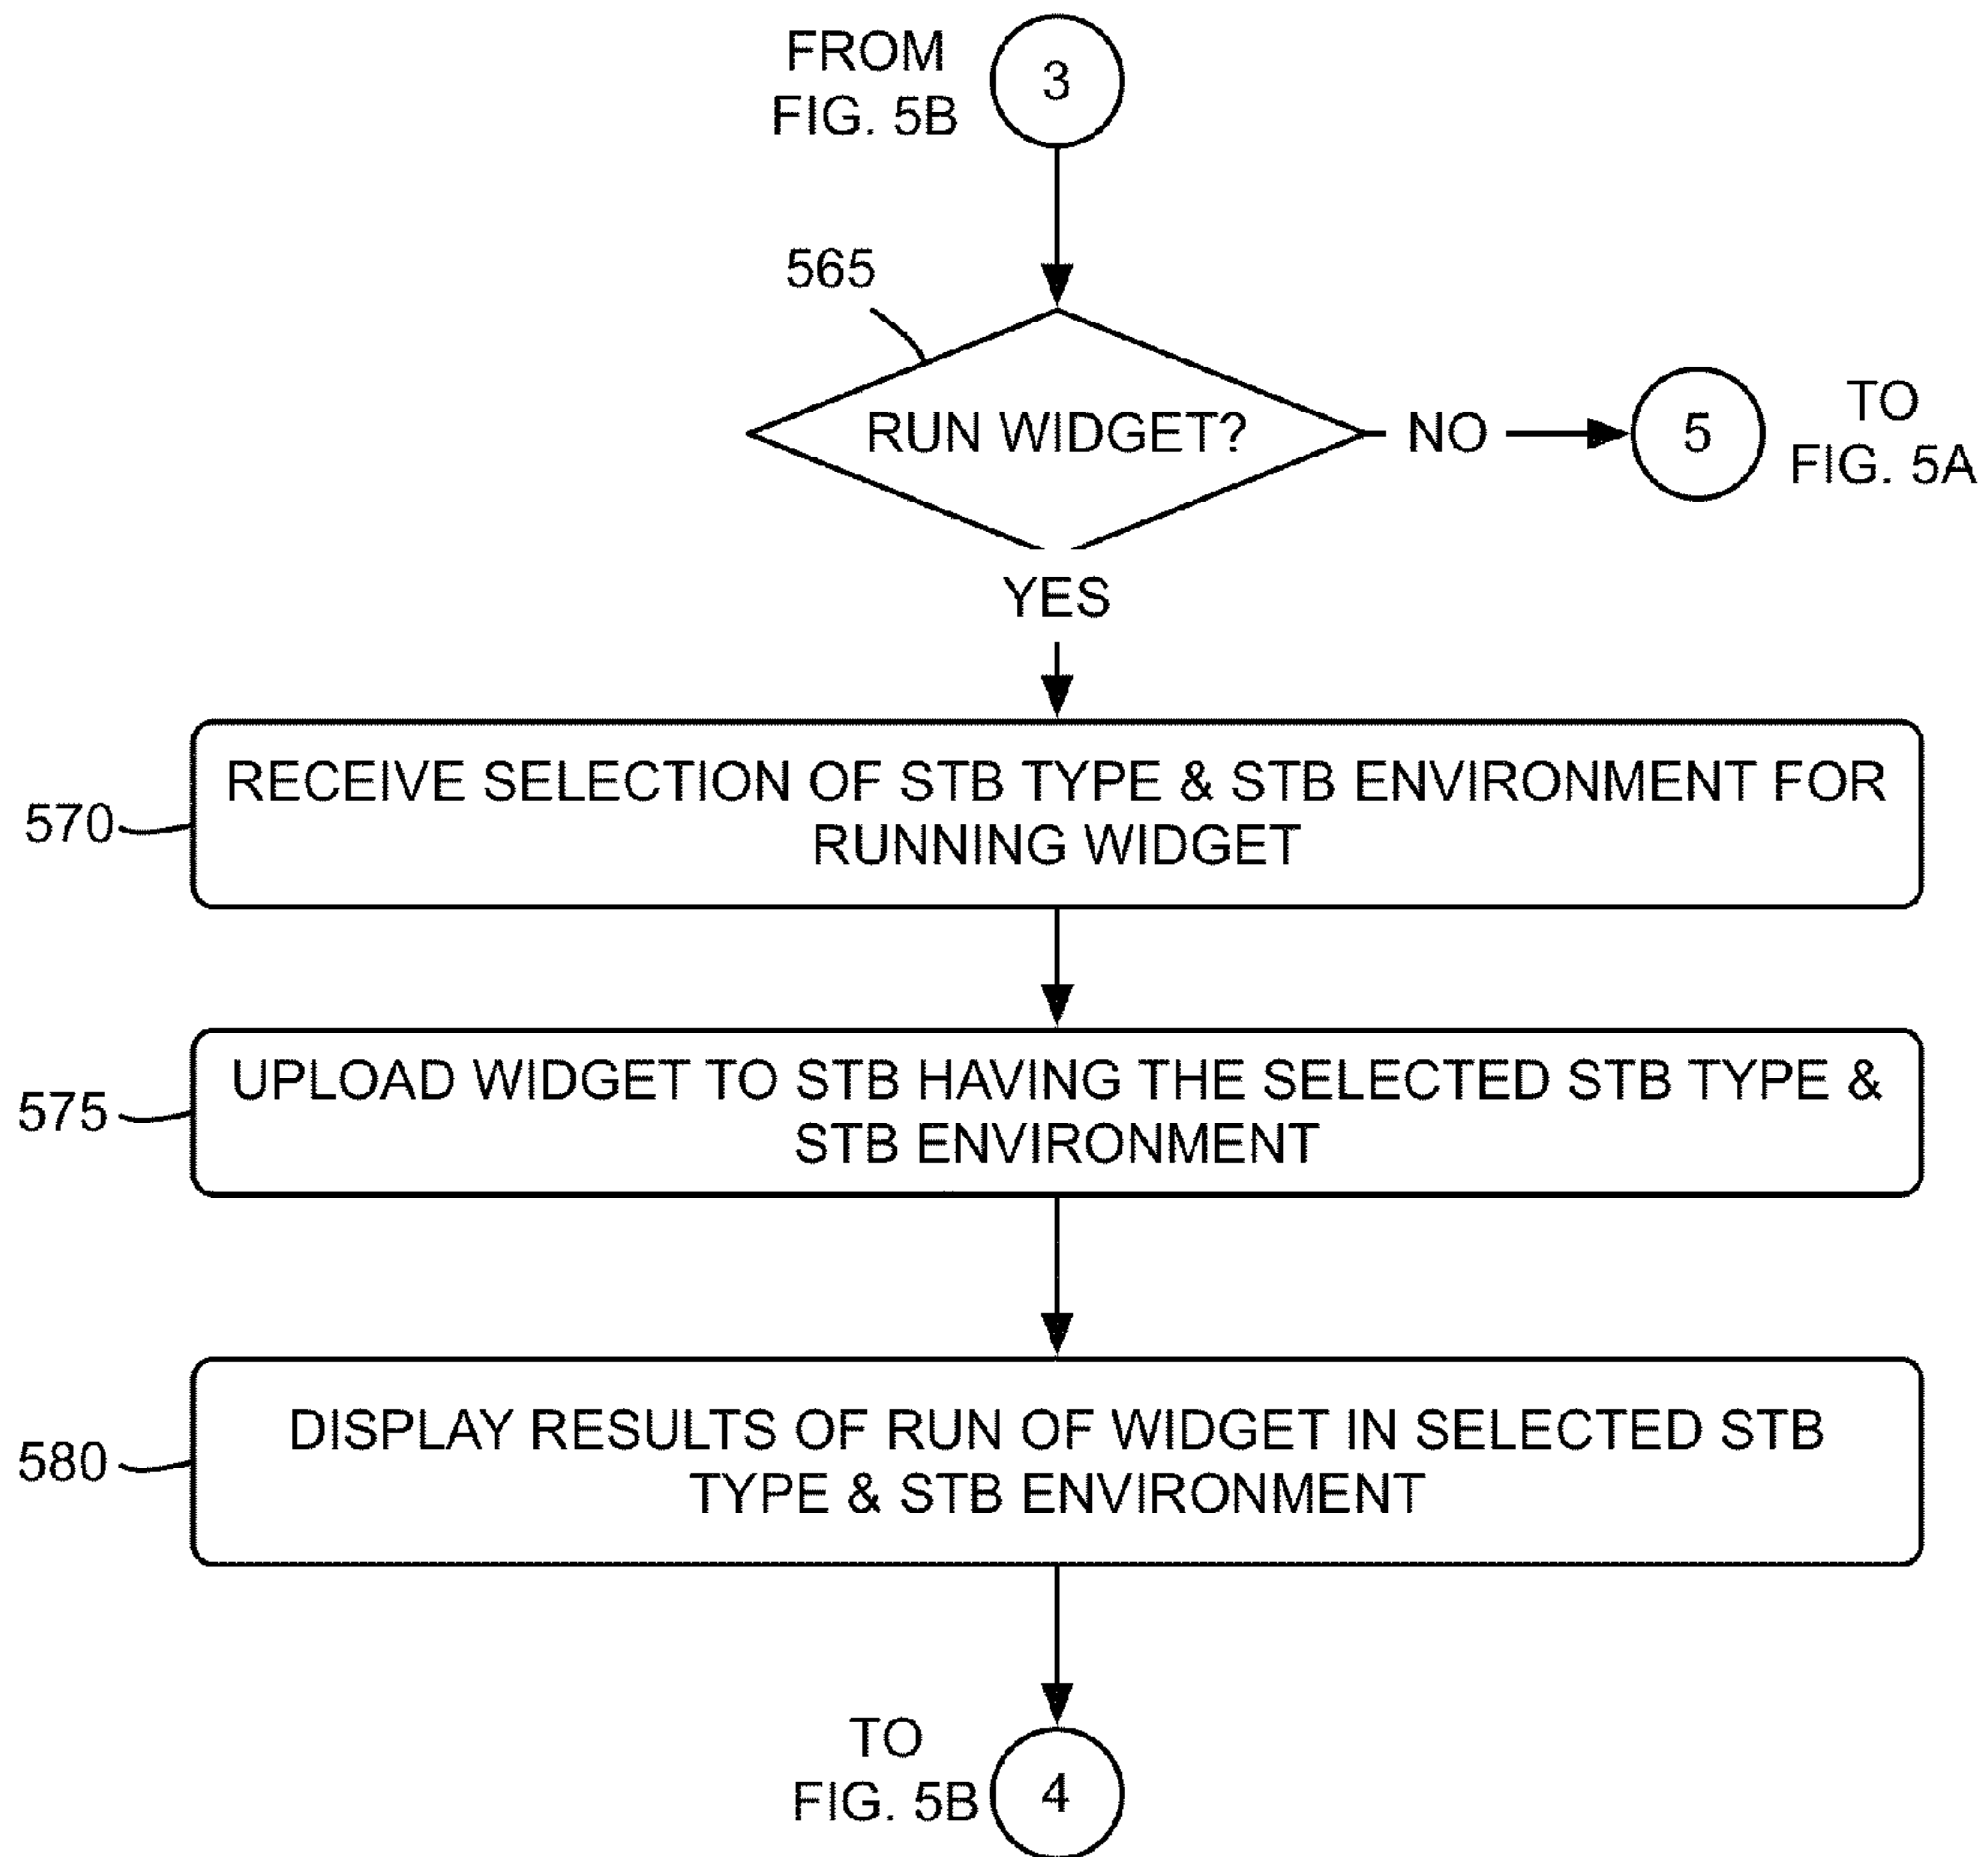 FROM
FIG. 5B
3
565
RUN WIDGET?
NO
5
TO
FIG. 5A
YES
570
RECEIVE SELECTION OF STB TYPE & STB ENVIRONMENT FOR
RUNNING WIDGET
575
UPLOAD WIDGET TO STB HAVING THE SELECTED STB TYPE &
STB ENVIRONMENT
580
DISPLAY RESULTS OF RUN OF WIDGET IN SELECTED STB
TYPE & STB ENVIRONMENT
TO
FIG. 5B
4